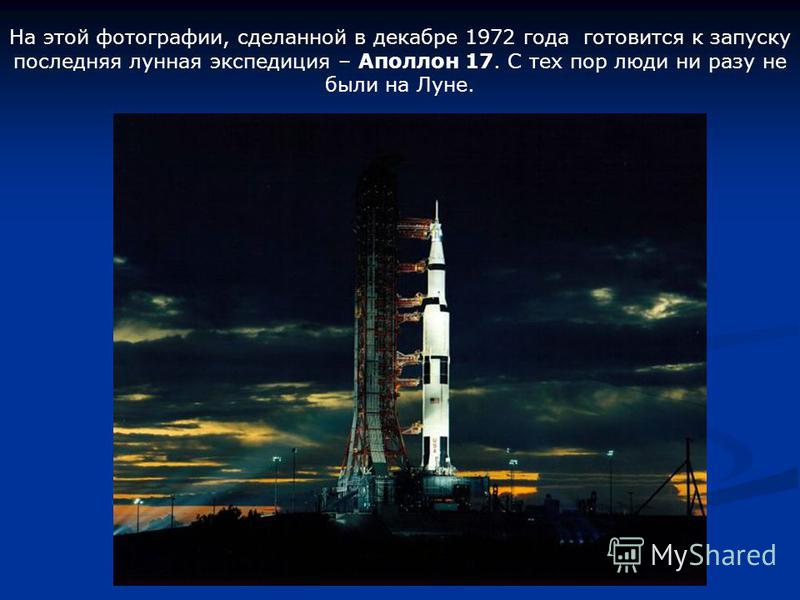 На этой фотографии, сделанной в декабре 1972 года  готовится к запуску
последняя лунная экспедиция – Аполлон 17. С тех пор люди ни разу не
были на Луне.
MyShared